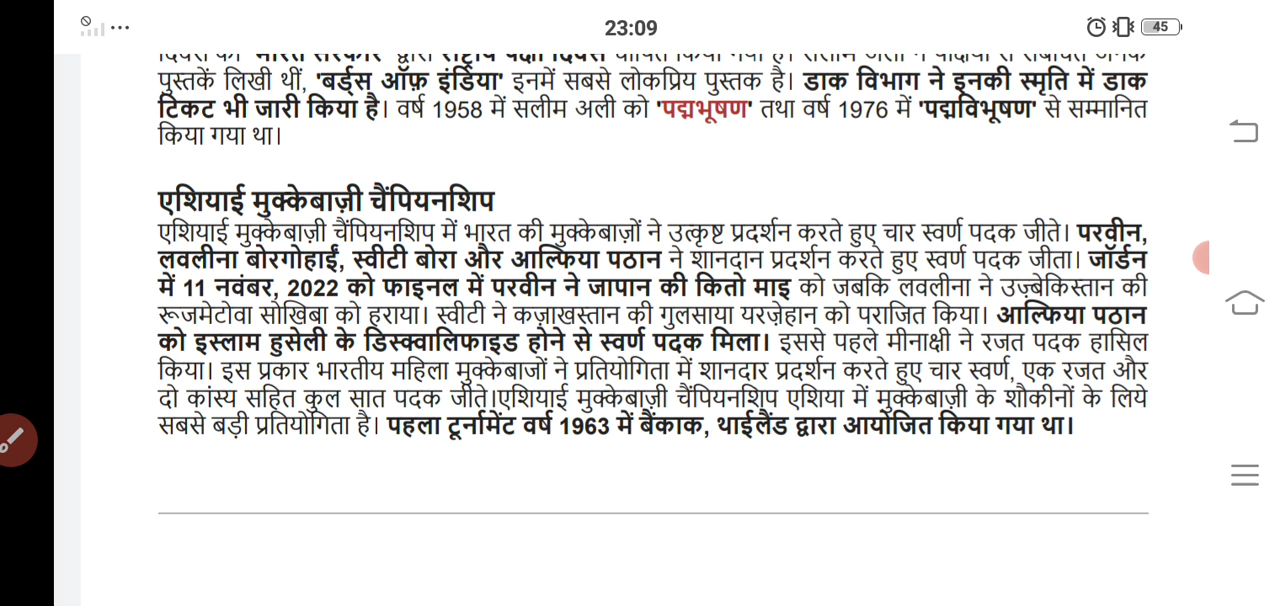 23:09
45
पुस्तकें लिखी थीं, 'बर्ड्स ऑफ़ इंडिया' इनमें सबसे लोकप्रिय पुस्तक है। डाक विभाग ने इनकी स्मृति में डाक
टिकट भी जारी किया है। वर्ष 1958 में सलीम अली को 'पद्मभूषण' तथा वर्ष 1976 में 'पद्मविभूषण' से सम्मानित
किया गया था।
एशियाई मुक्केबाज़ी चैंपियनशिप
एशियाई मुक्केबाज़ी चैंपियनशिप में भारत की मुक्केबाज़ों ने उत्कृष्ट प्रदर्शन करते हुए चार स्वर्ण पदक जीते। परवीन,
लवलीना बोरगोहाईं, स्वीटी बोरा और आल्फिया पठान ने शानदान प्रदर्शन करते हुए स्वर्ण पदक जीता। जॉर्डन
में 11 नवंबर, 2022 को फाइनल में परवीन ने जापान की कितो माइ को जबकि लवलीना ने उज़्बेकिस्तान की
रूजमेटोवा सोखिबा को हराया। स्वीटी ने कज़ाखस्तान की गुलसाया यरज़ेहान को पराजित किया। आल्फिया पठान
को इस्लाम हुसेली के डिस्क्वालिफाइड होने से स्वर्ण पदक मिला। इससे पहले मीनाक्षी ने रजत पदक हासिल
किया। इस प्रकार भारतीय महिला मुक्केबाजों ने प्रतियोगिता में शानदार प्रदर्शन करते हुए चार स्वर्ण, एक रजत और
दो कांस्य सहित कुल सात पदक जीते।एशियाई मुक्केबाज़ी चैंपियनशिप एशिया में मुक्केबाज़ी के शौकीनों के लिये
सबसे बड़ी प्रतियोगिता है। पहला टूर्नामेंट वर्ष 1963 में बैंकाक, थाईलैंड द्वारा आयोजित किया गया था।